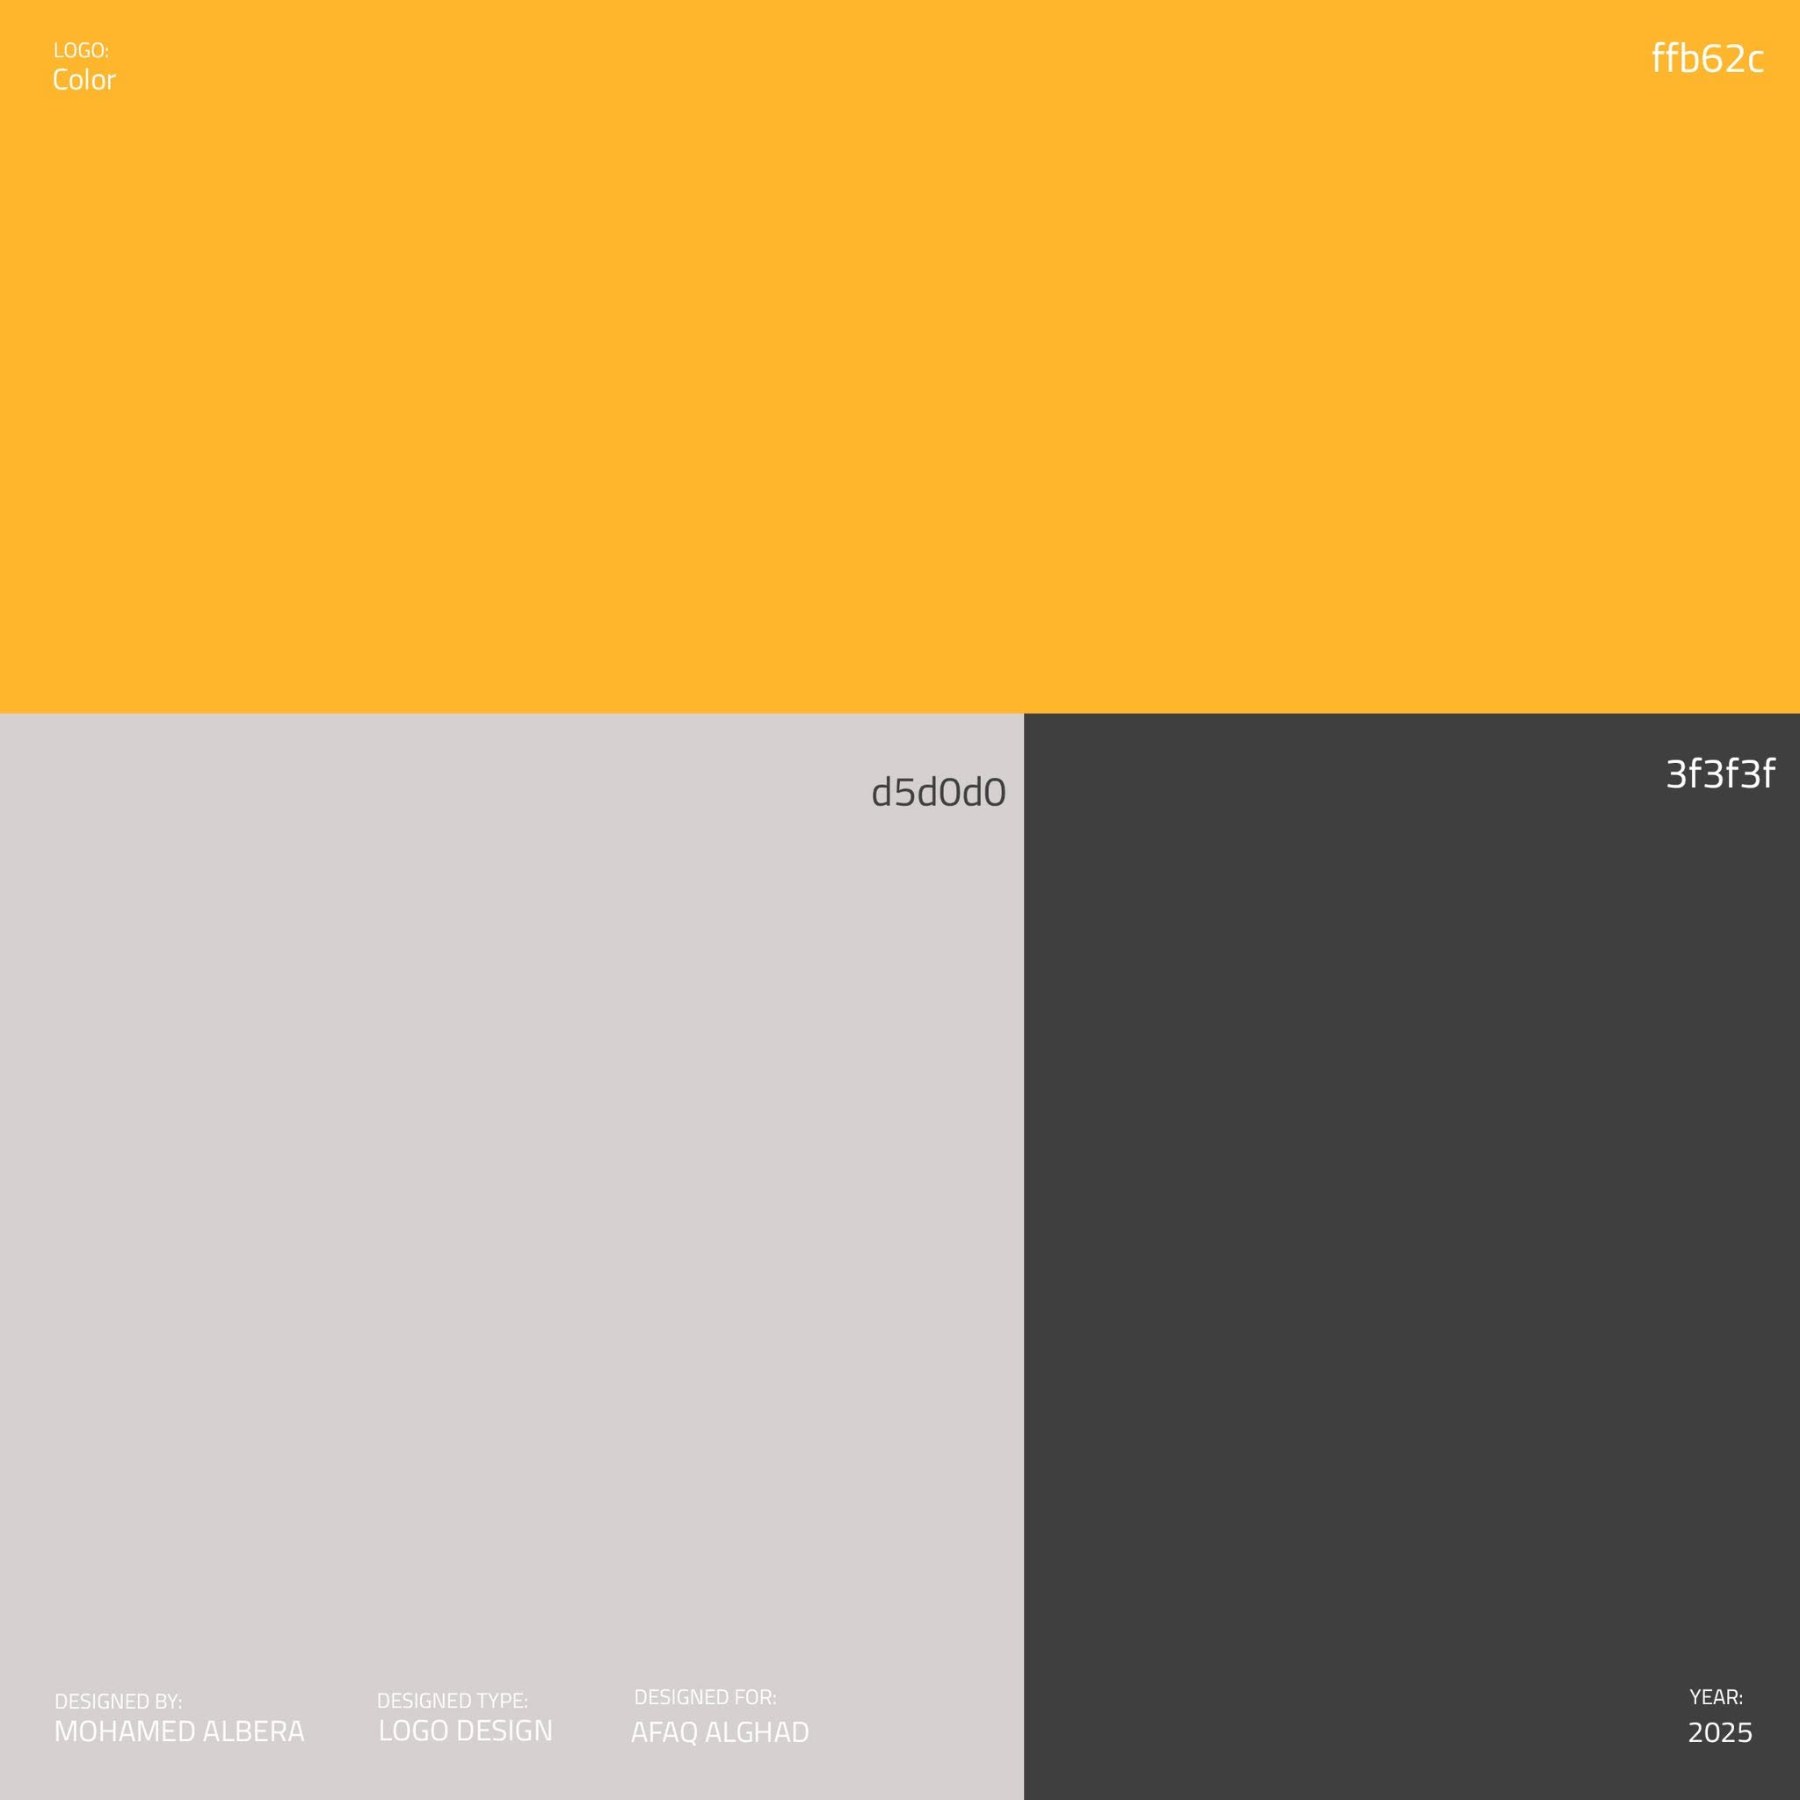 LOGO:
Color
ffb62c
d5d0d0
3f3f3f
DESIGNED BY:
MOHAMED ALBERA
DESIGNED TYPE:
LOGO DESIGN
DESIGNED FOR:
AFAQ ALGHAD
YEAR:
2025